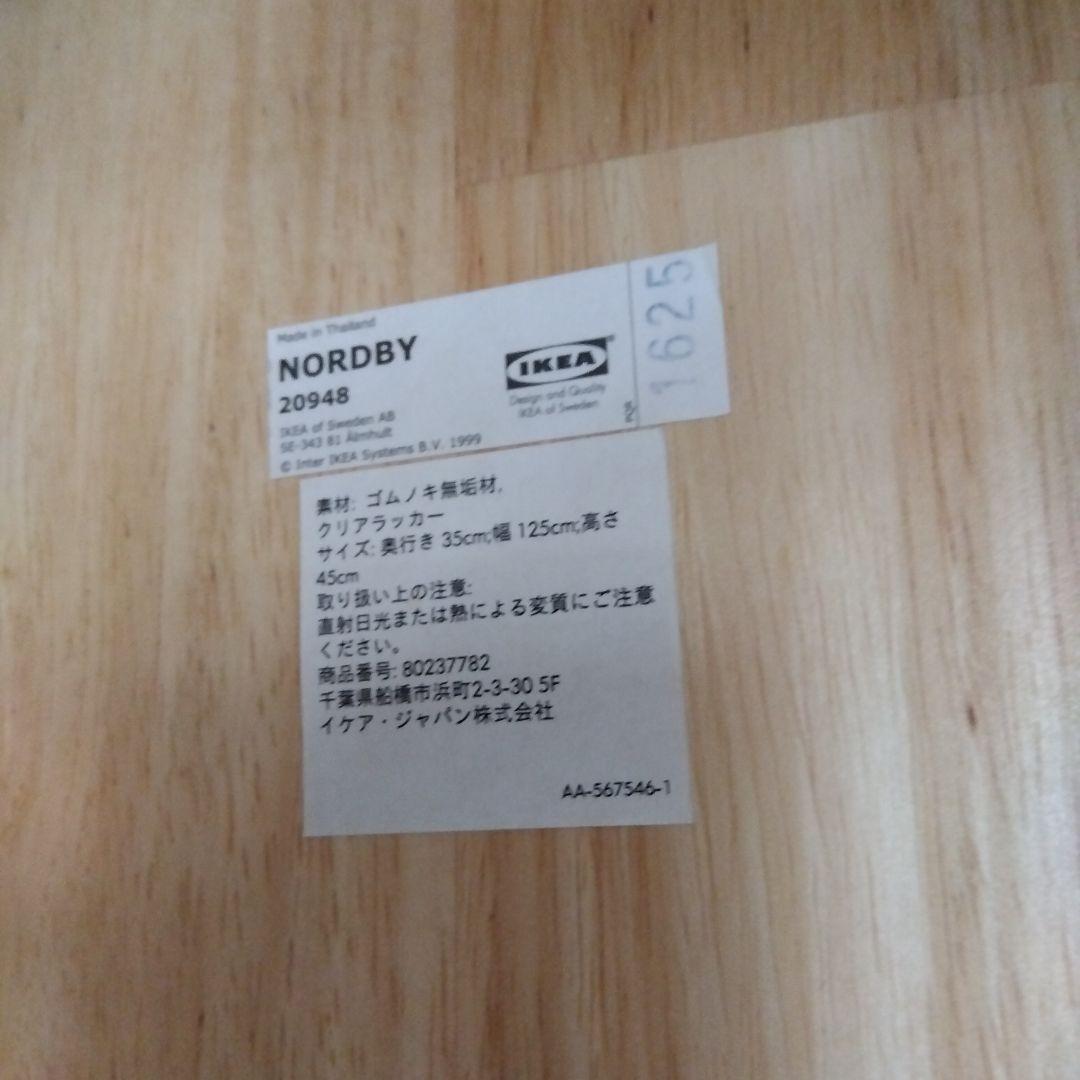 Made in Thailand
NORDBY
20948
IKEA of Sweden AB
SE-343 81 Älmhult
© Inter IKEA Systems B.V. 1999
IKEA®
Design and Quality
IKEA of Sweden
PQR
1625
素材: ゴムノキ無垢材,
クリアラッカー
サイズ: 奥行き 35cm;幅 125cm;高さ
45cm
取り扱い上の注意:
直射日光または熱による変質にご注意
ください。
商品番号: 80237782
千葉県船橋市浜町2-3-30 5F
イケア・ジャパン株式会社
AA-567546-1